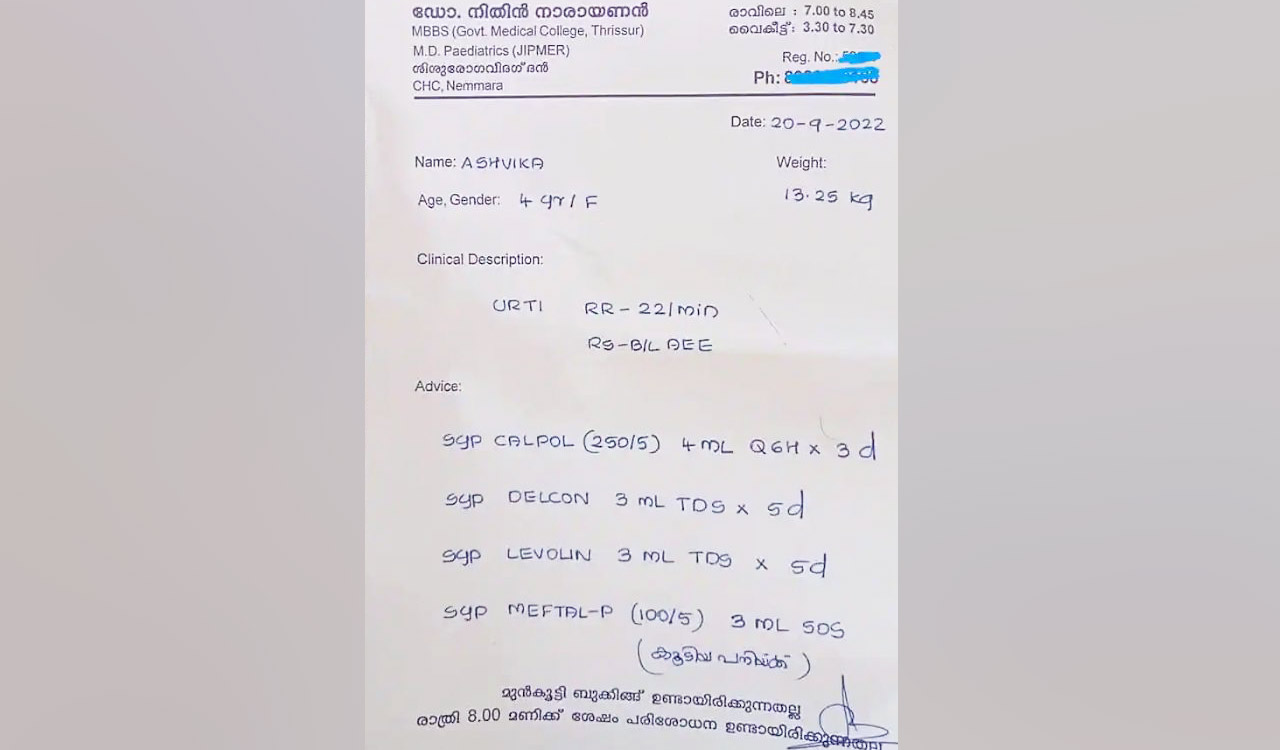 ഡോ. നിതിൻ നാരായണൻ
MBBS (Govt. Medical College, Thrissur)
M.D. Paediatrics (JIPMER)
ശിശുരോഗവിദഗ്ദൻ
CHC, Nemmara
രാവിലെ : 7.00 to 8.45
വൈകീട്ട്: 3.30 to 7.30
Reg. No.:
Ph:
Date: 20-9-2022
Name: ASHVIKA
Weight:
13.25 kg
Age, Gender: 4 yr / F
Clinical Description:
URTI RR - 22/min
RS - B/L AEE
Advice:
syp CALPOL (250/5) 4 mL Q6H x 3 d
syp DELCON 3 mL TDS x 5d
syp LEVOLIN 3 mL TDS x 5d
syp MEFTAL-P (100/5) 3 mL SOS
(കൂടിയ പനിയ്ക്ക്)
മുൻകൂട്ടി ബുക്കിങ്ങ് ഉണ്ടായിരിക്കുന്നതല്ല
രാത്രി 8.00 മണിക്ക് ശേഷം പരിശോധന ഉണ്ടായിരിക്കുന്നതല്ല